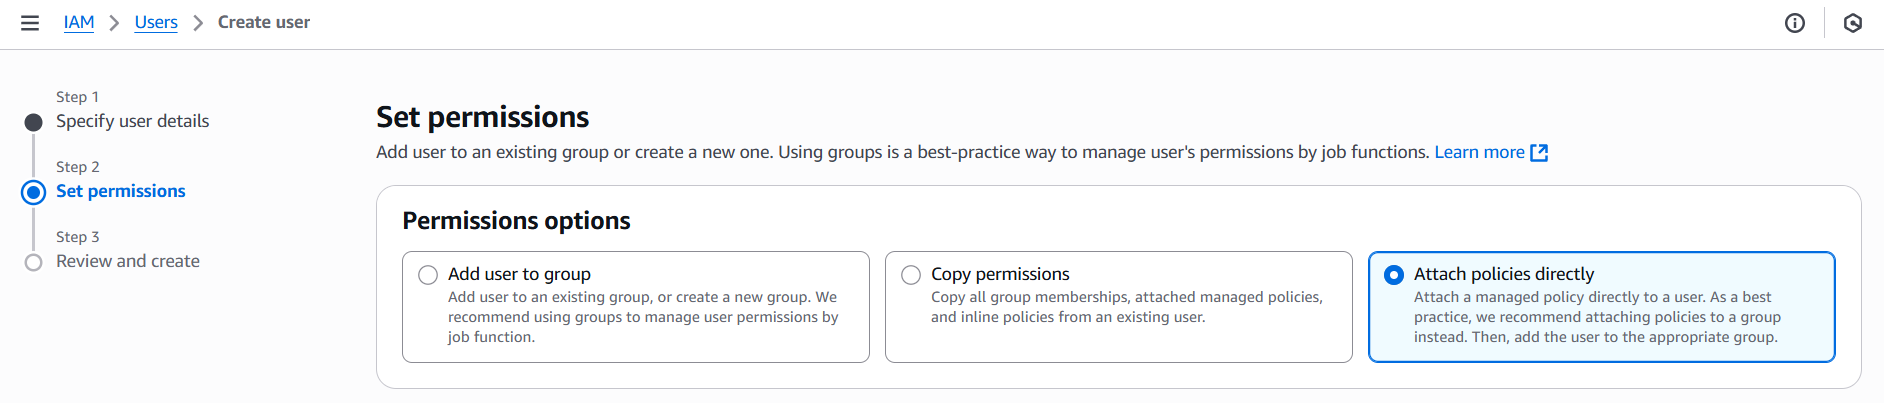 IAM > Users > Create user
Step 1
Specify user details
Step 2
Set permissions
Step 3
Review and create
Set permissions
Add user to an existing group or create a new one. Using groups is a best-practice way to manage user's permissions by job functions. Learn more
Permissions options
Add user to group
Add user to an existing group, or create a new group. We
recommend using groups to manage user permissions by
job function.
Copy permissions
Copy all group memberships, attached managed policies,
and inline policies from an existing user.
Attach policies directly
Attach a managed policy directly to a user. As a best
practice, we recommend attaching policies to a group
instead. Then, add the user to the appropriate group.